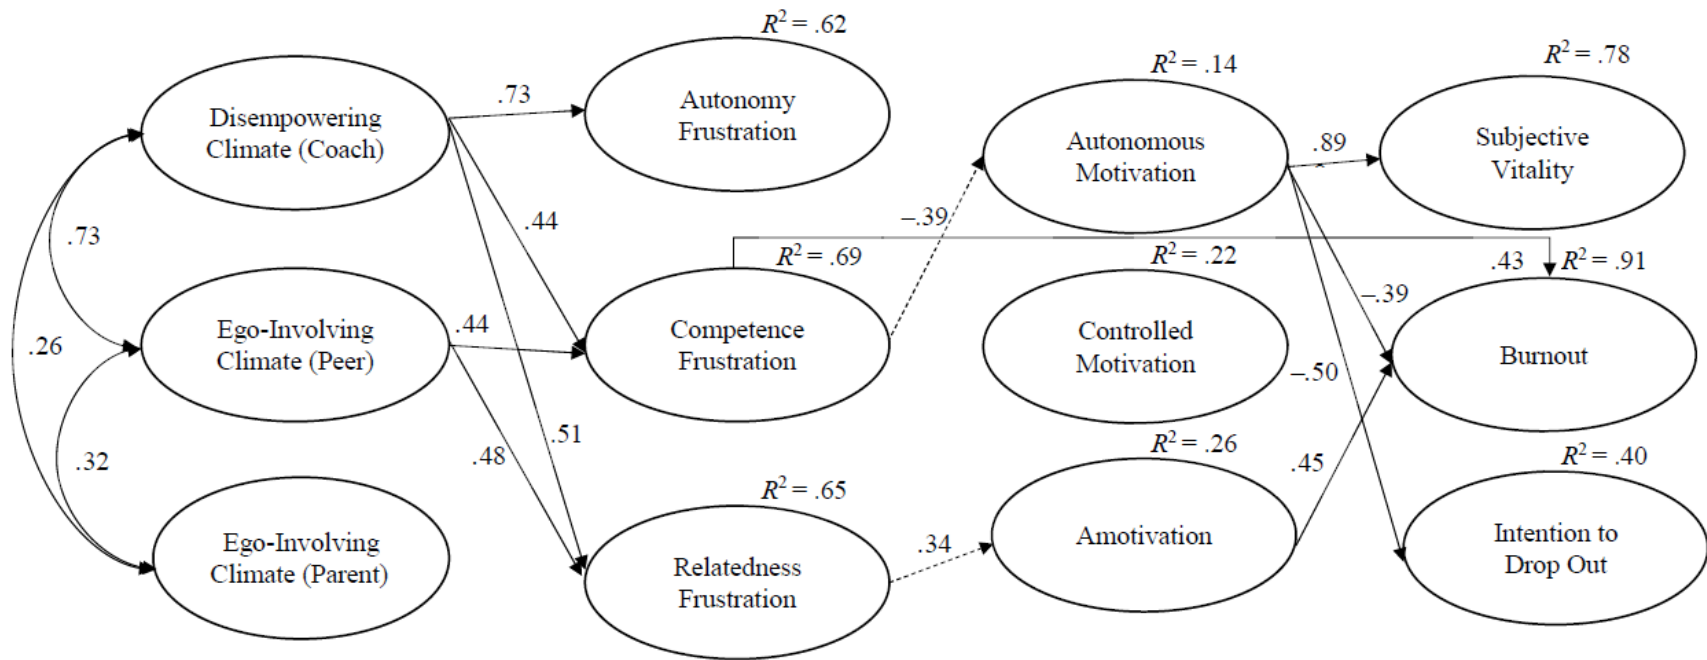 R² = .62
Disempowering
Climate (Coach)
.73
Autonomy
Frustration
R² = .14
Autonomous
Motivation
.89
R² = .78
Subjective
Vitality
.73
.44
–.39
R² = .69
R² = .22
.43
R² = .91
–.39
.26
Ego-Involving
Climate (Peer)
.44
Competence
Frustration
Controlled
Motivation
–.50
Burnout
.32
.48
.51
R² = .65
R² = .26
.45
R² = .40
Ego-Involving
Climate (Parent)
Relatedness
Frustration
.34
Amotivation
Intention to
Drop Out